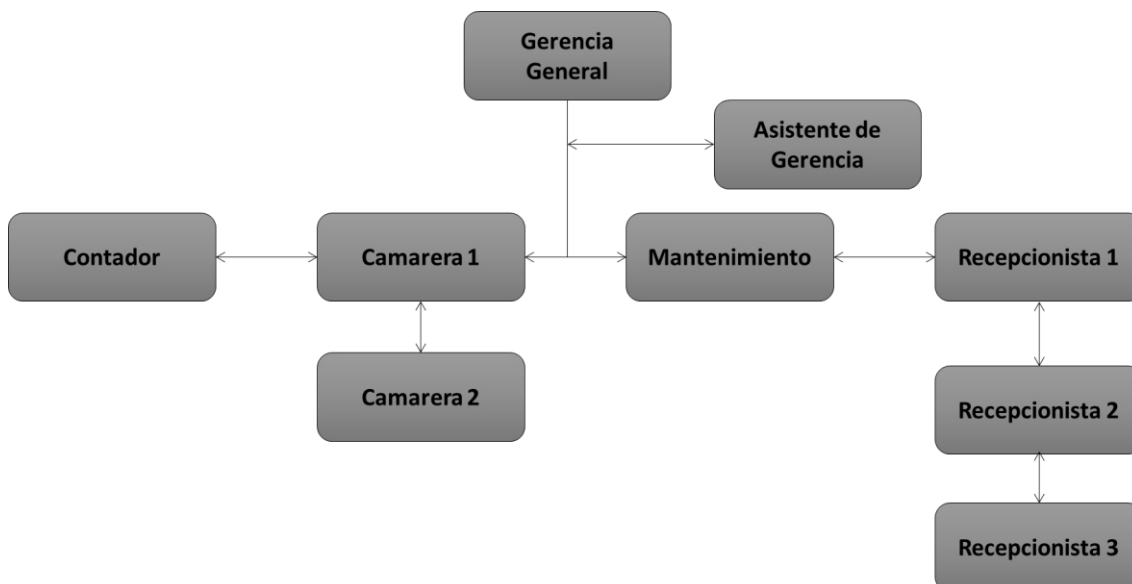 Gerencia
General
Asistente de
Gerencia
Contador
Camarera 1
Mantenimiento
Recepcionista 1
Camarera 2
Recepcionista 2
Recepcionista 3